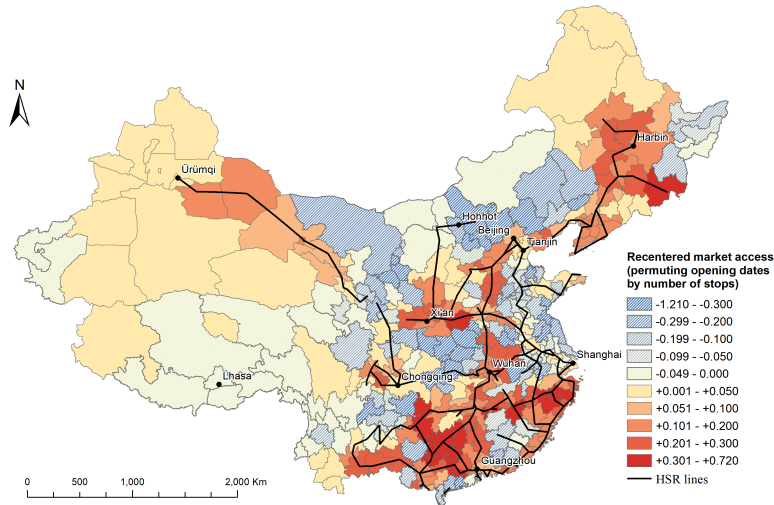 N
Harbin
Ürümqi
Hohhot
Beijing
Tianjin
Xi'an
Shanghai
Wuhan
Lhasa
Chongqing
Guangzhou
0 500 1,000 2,000 Km
Recentered market access
(permuting opening dates
by number of stops)
-1.210 - -0.300
-0.299 - -0.200
-0.199 - -0.100
-0.099 - -0.050
-0.049 - 0.000
+0.001 - +0.050
+0.051 - +0.100
+0.101 - +0.200
+0.201 - +0.300
+0.301 - +0.720
HSR lines